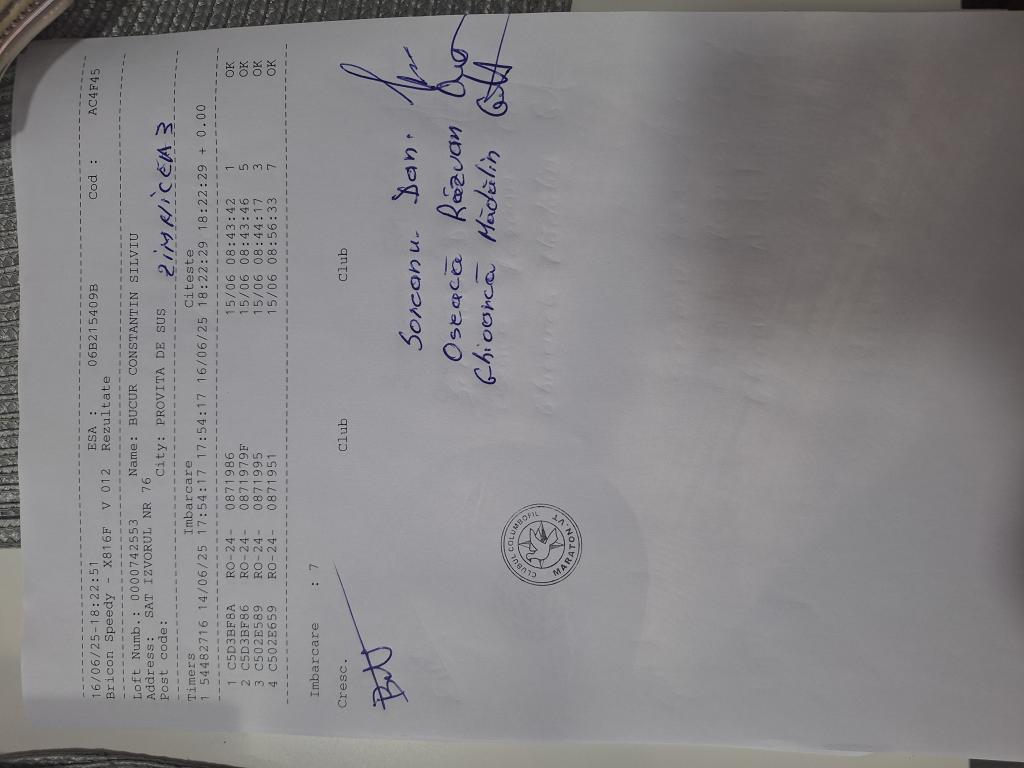 16/06/25-18:22:51 ESA : 06B215409B Cod : AC4F45
Bricon Speedy - X816F V 012 Rezultate
Loft Numb.: 0000742553 Name: BUCUR CONSTANTIN SILVIU
Address: SAT IZVORUL NR 76
Post code: City: PROVITA DE SUS ZIMNICEA 3
Timers Imbarcare Citeste
1 54482716 14/06/25 17:54:17 17:54:17 16/06/25 18:22:29 18:22:29 + 0.00
1 C5D3BF8A RO-24- 0871986 15/06 08:43:42 1 OK
2 C5D3BF86 RO-24- 0871979F 15/06 08:43:46 5 OK
3 C502E589 RO-24- 0871995 15/06 08:44:17 3 OK
4 C502E659 RO-24- 0871951 15/06 08:56:33 7 OK
Imbarcare : 7
Cresc. Club Club
Soncanu Dan.
Oseacă Răzvan
Ghioancă Mădălin
CLUBUL COLUMBOFIL
MARATON VT